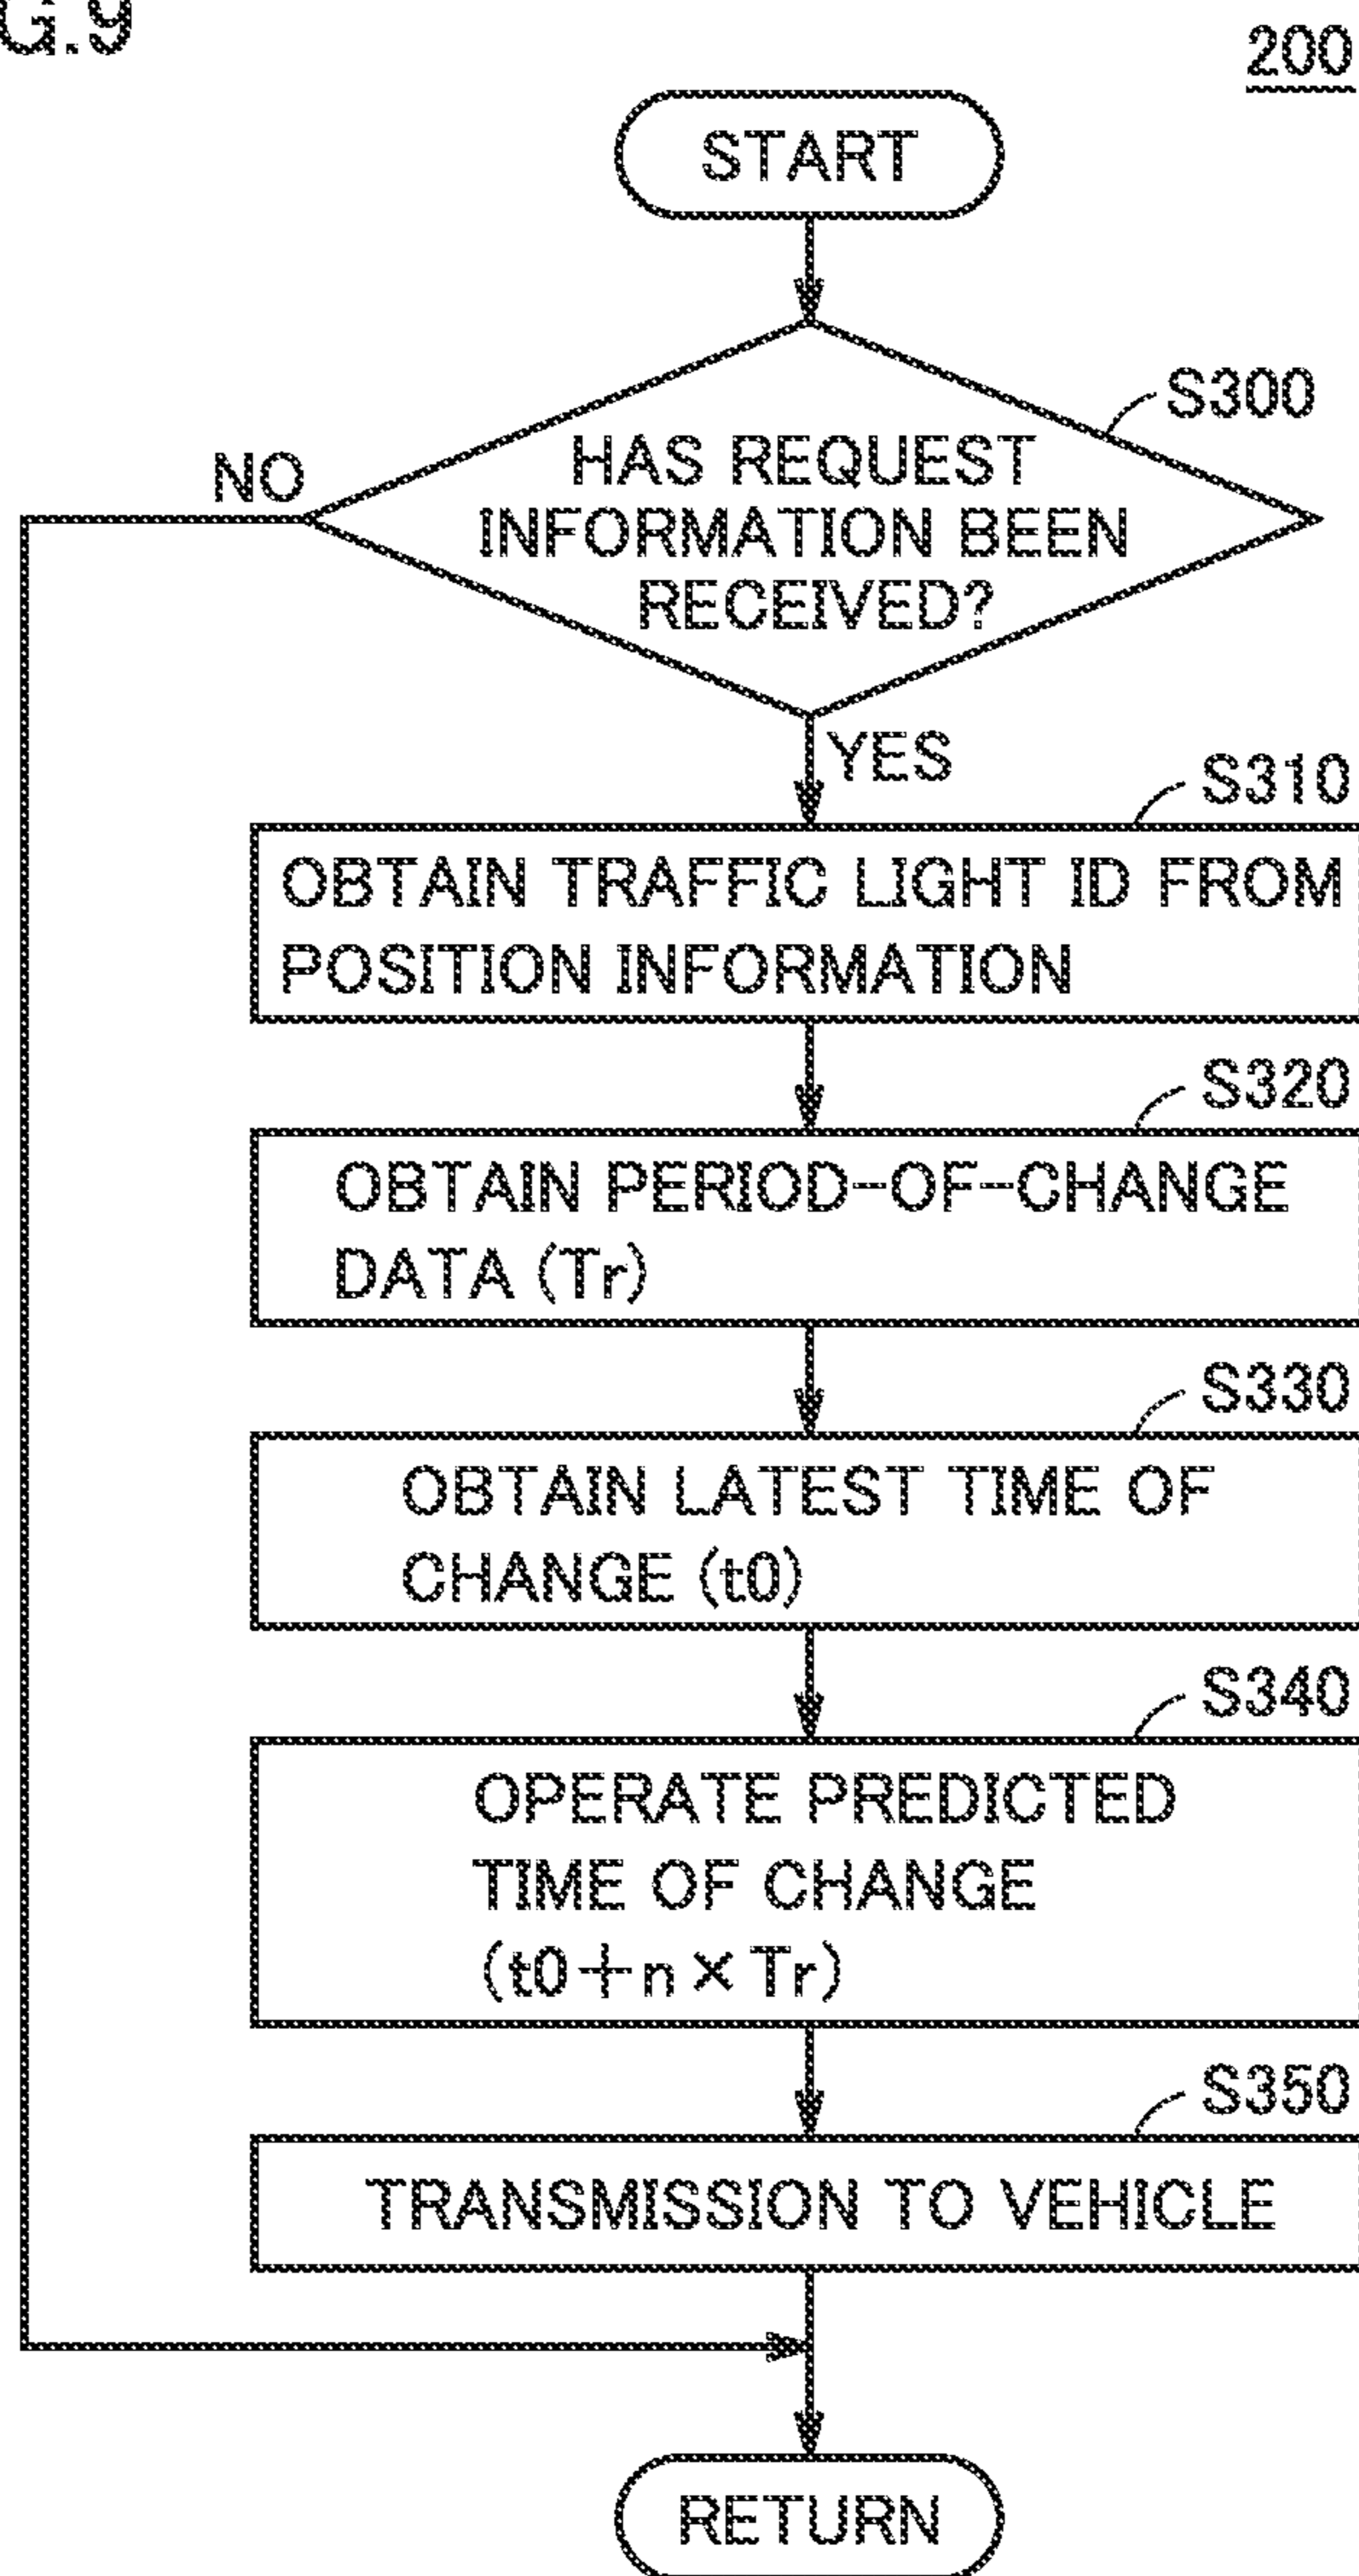 G.9
200
START
S300
HAS REQUEST
NO
INFORMATION BEEN
RECEIVED?
YES
S310
OBTAIN TRAFFIC LIGHT ID FROM
POSITION INFORMATION
S320
OBTAIN PERIOD-OF-CHANGE
DATA (Tr)
S330
OBTAIN LATEST TIME OF
CHANGE (t0)
S340
OPERATE PREDICTED
TIME OF CHANGE
(t0+n×Tr)
S350
TRANSMISSION TO VEHICLE
RETURN